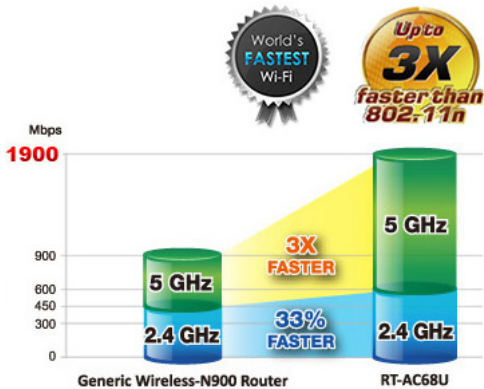 World's
FASTEST
Wi-Fi
Up to
3X
faster than
802.11n
Mbps
1900
900
600
450
300
0
5 GHz
2.4 GHz
3X
FASTER
33%
FASTER
5 GHz
2.4 GHz
Generic Wireless-N900 Router
RT-AC68U